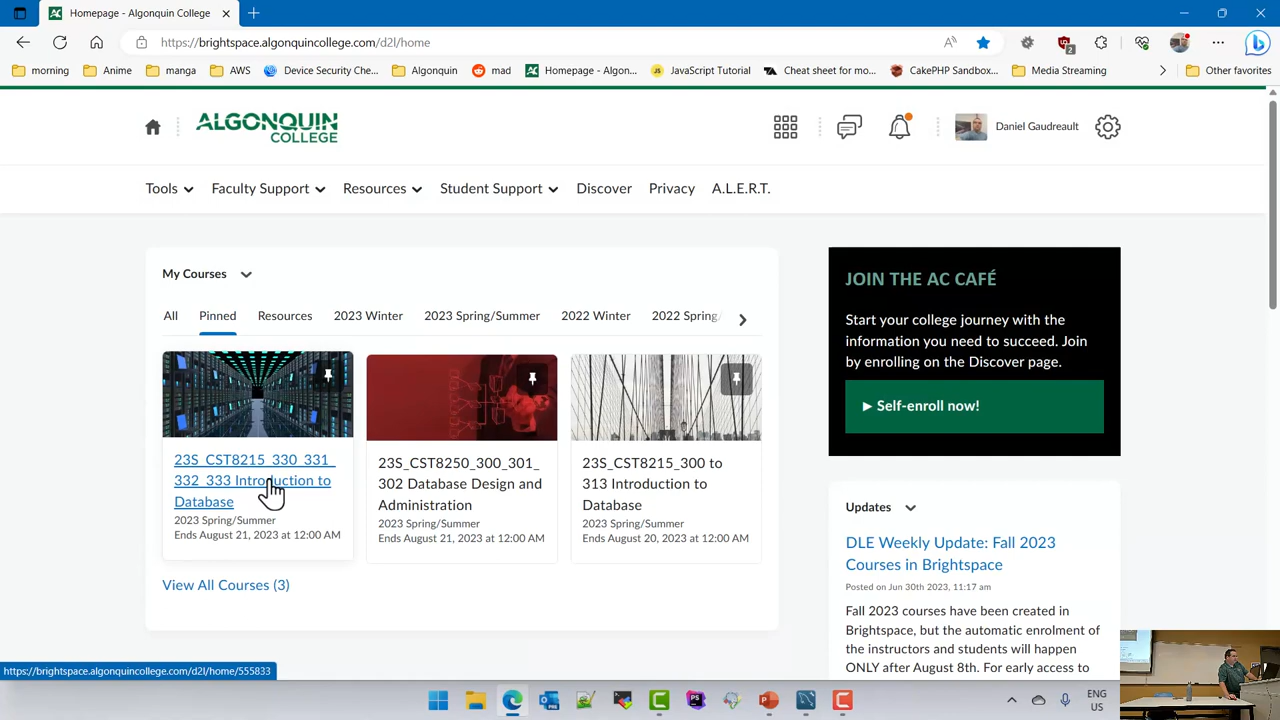 Homepage - Algonquin College
https://brightspace.algonquincollege.com/d2l/home
2
morning
Anime
manga
AWS
Device Security Che...
Algonquin
mad
Homepage - Algon...
JavaScript Tutorial
Cheat sheet for mo...
CakePHP Sandbox...
Media Streaming
Other favorites
ALGONQUIN
COLLEGE
Daniel Gaudreault
Tools
Faculty Support
Resources
Student Support
Discover
Privacy
A.L.E.R.T.
My Courses
All
Pinned
Resources
2023 Winter
2023 Spring/Summer
2022 Winter
2022 Spring
23S_CST8215_330_331_
332_333 Introduction to
Database
2023 Spring/Summer
Ends August 21, 2023 at 12:00 AM
23S_CST8250_300_301_
302 Database Design and
Administration
2023 Spring/Summer
Ends August 21, 2023 at 12:00 AM
23S_CST8215_300 to
313 Introduction to
Database
2023 Spring/Summer
Ends August 20, 2023 at 12:00 AM
View All Courses (3)
JOIN THE AC CAFÉ
Start your college journey with the
information you need to succeed. Join
by enrolling on the Discover page.
► Self-enroll now!
Updates
DLE Weekly Update: Fall 2023
Courses in Brightspace
Posted on Jun 30th 2023, 11:17 am
Fall 2023 courses have been created in
Brightspace, but the automatic enrolment of
the instructors and students will happen
ONLY after August 8th. For early access to
https://brightspace.algonquincollege.com/d2l/home/555833
ENG
US